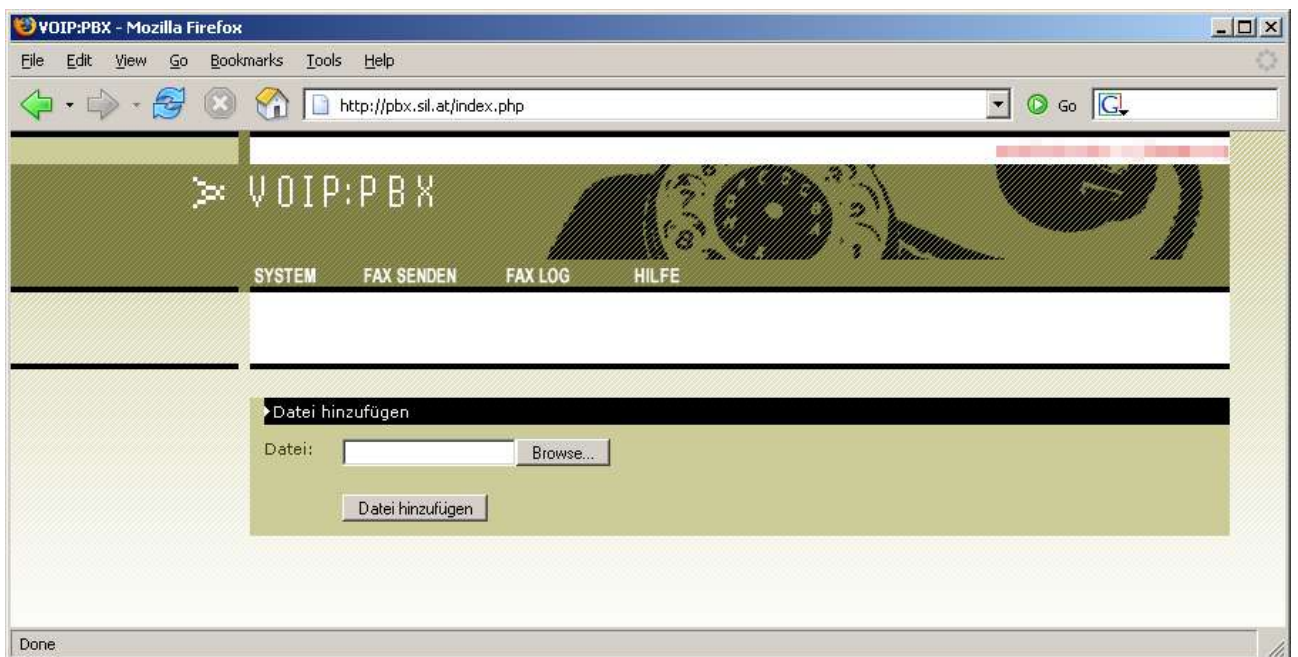 VOIP:PBX - Mozilla Firefox
File Edit View Go Bookmarks Tools Help
http://pbx.sil.at/index.php Go G
VOIP:PBX
SYSTEM FAX SENDEN FAX LOG HILFE
Datei hinzufügen
Datei: Browse...
Datei hinzufügen
Done